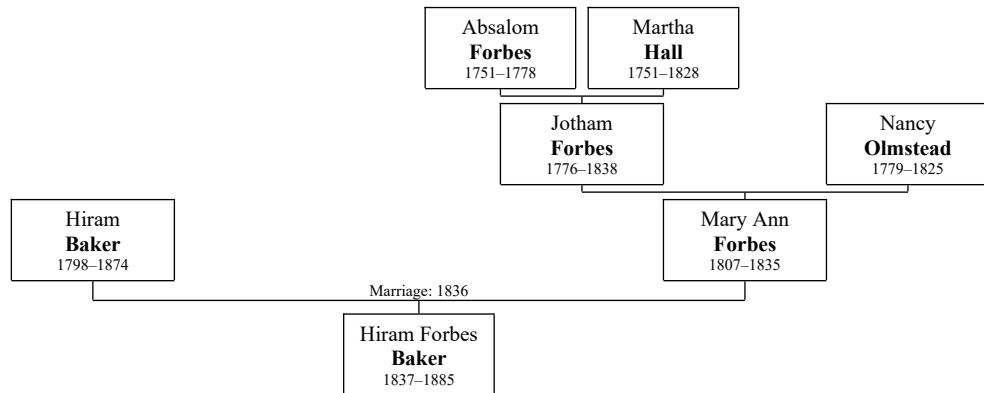 Absalom
Forbes
1751–1778
Martha
Hall
1751–1828
Jotham
Forbes
1776–1838
Nancy
Olmstead
1779–1825
Hiram
Baker
1798–1874
Mary Ann
Forbes
1807–1835
Marriage: 1836
Hiram Forbes
Baker
1837–1885